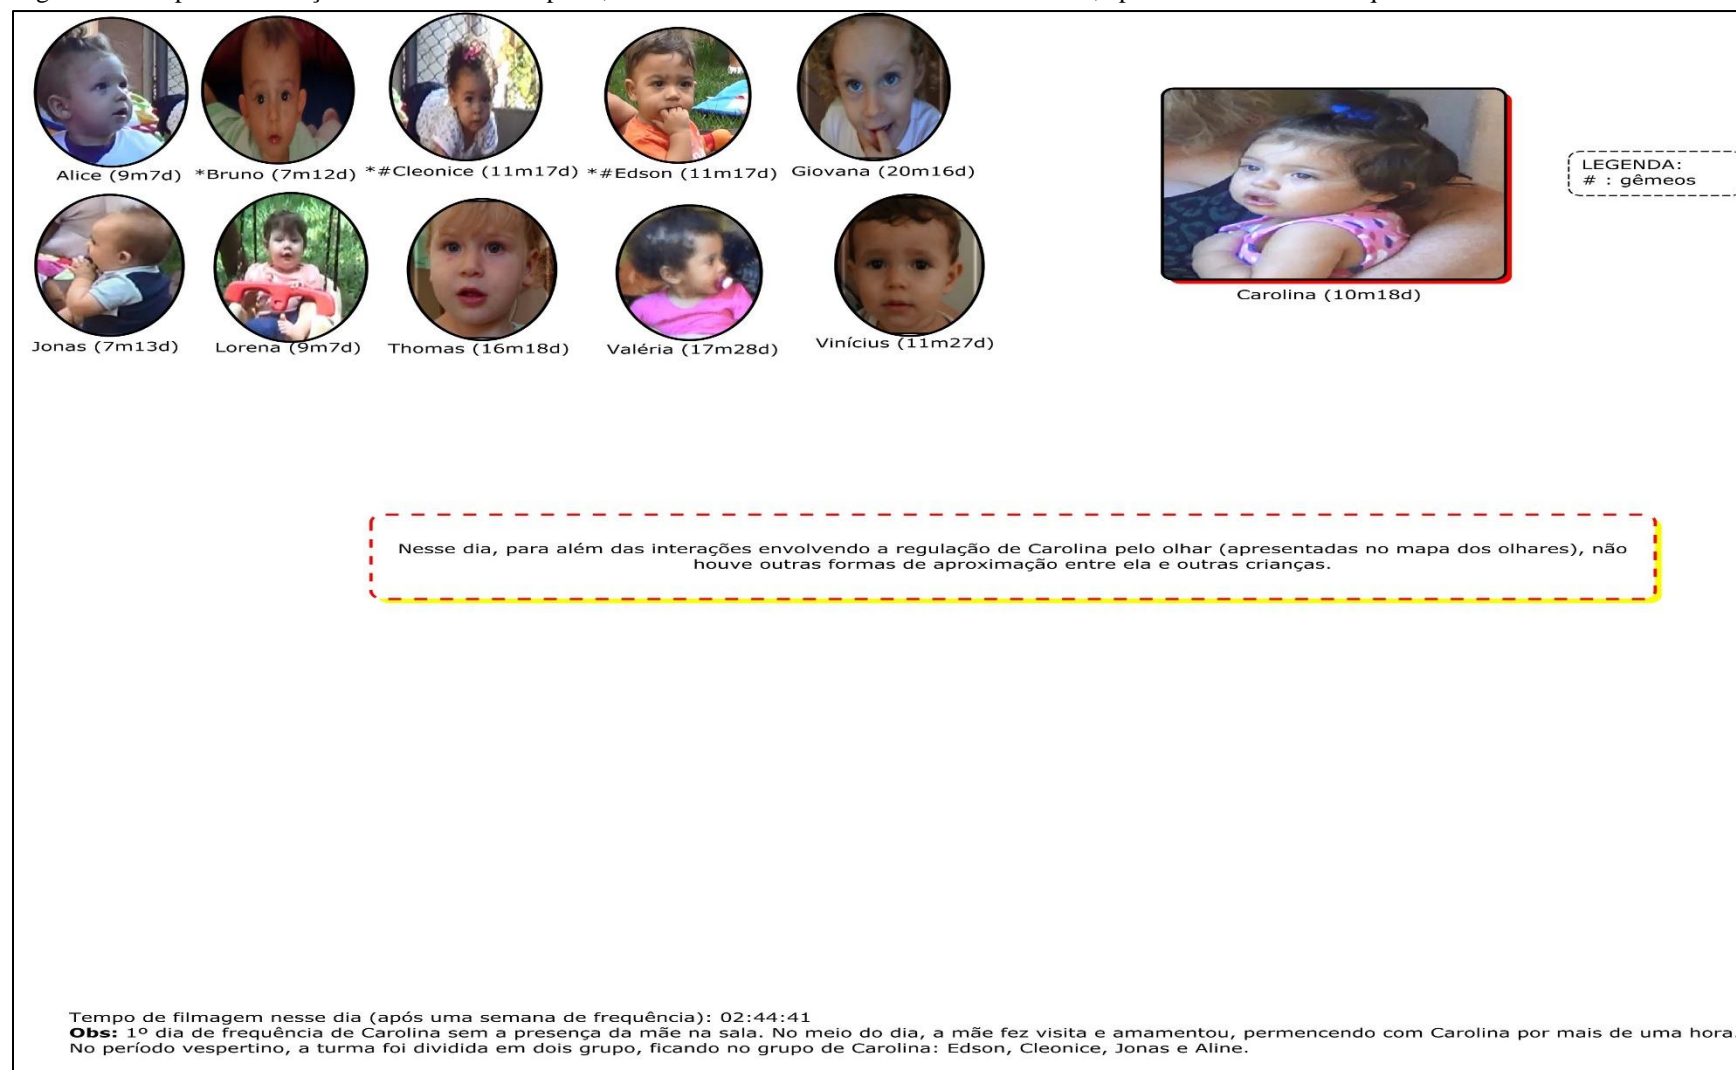 Alice (9m7d) *Bruno (7m12d) *#Cleonice (11m17d) *#Edson (11m17d) Giovana (20m16d)
LEGENDA:
# : gêmeos
Carolina (10m18d)
Jonas (7m13d) Lorena (9m7d) Thomas (16m18d) Valéria (17m28d) Vinícius (11m27d)
Nesse dia, para além das interações envolvendo a regulação de Carolina pelo olhar (apresentadas no mapa dos olhares), não
houve outras formas de aproximação entre ela e outras crianças.
Tempo de filmagem nesse dia (após uma semana de frequência): 02:44:41
Obs: 1º dia de frequência de Carolina sem a presença da mãe na sala. No meio do dia, a mãe fez visita e amamentou, permencendo com Carolina por mais de uma hora.
No período vespertino, a turma foi dividida em dois grupo, ficando no grupo de Carolina: Edson, Cleonice, Jonas e Aline.